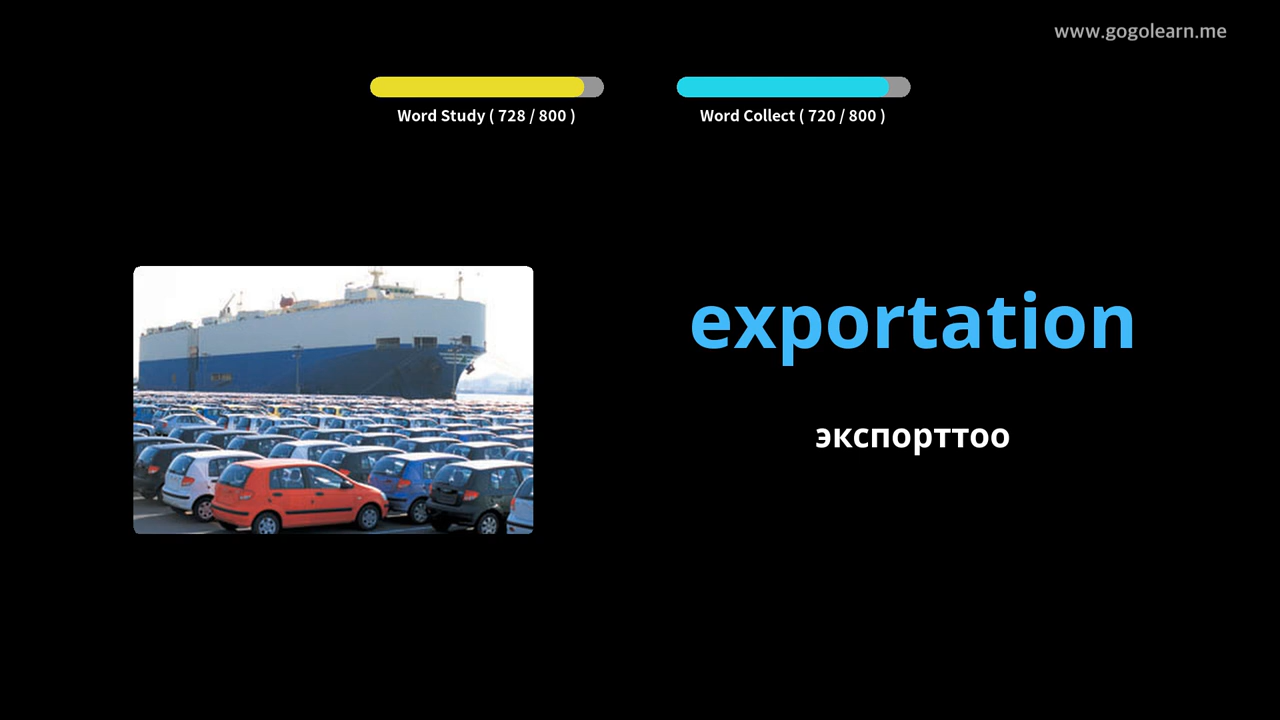 www.gogolearn.me
Word Study ( 728 / 800 )
Word Collect ( 720 / 800 )
exportation
экспорттоо